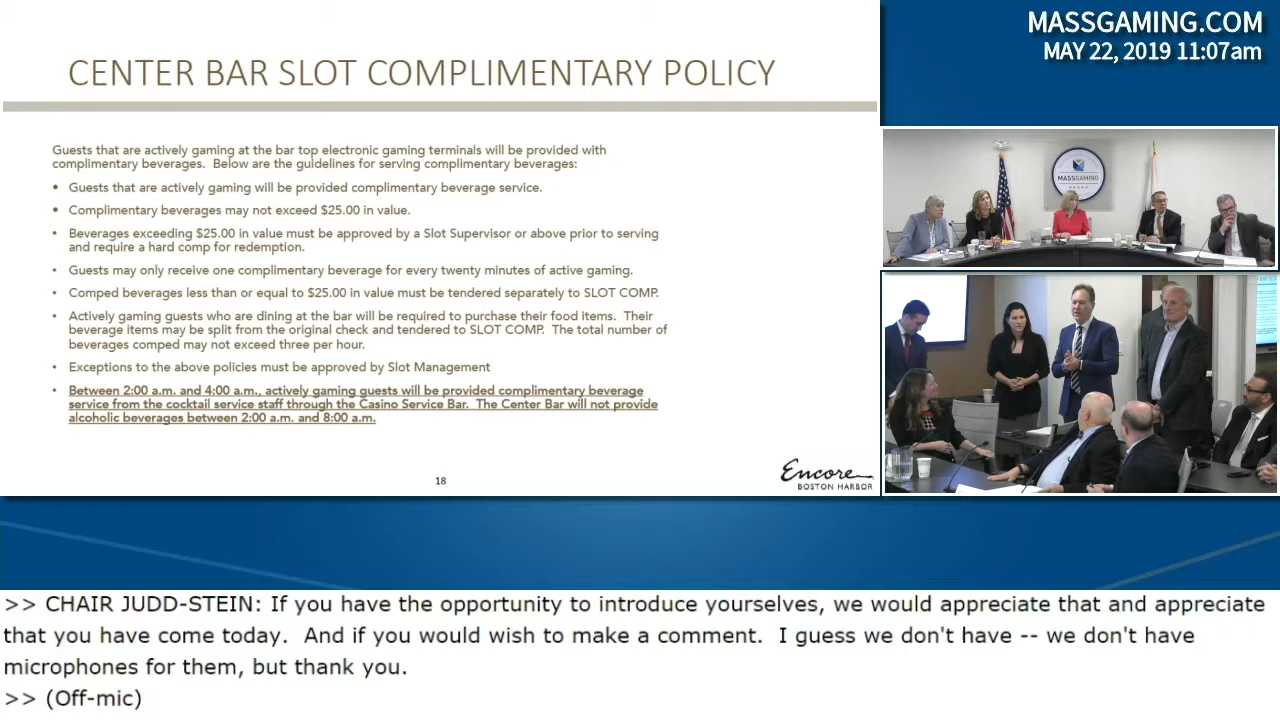 MASSGAMING.COM
MAY 22, 2019 11:07am
CENTER BAR SLOT COMPLIMENTARY POLICY
Guests that are actively gaming at the bar top electronic gaming terminals will be provided with
complimentary beverages. Below are the guidelines for serving complimentary beverages:
• Guests that are actively gaming will be provided complimentary beverage service.
• Complimentary beverages may not exceed $25.00 in value.
• Beverages exceeding $25.00 in value must be approved by a Slot Supervisor or above prior to serving
and require a hard comp for redemption.
• Guests may only receive one complimentary beverage for every twenty minutes of active gaming.
• Comped beverages less than or equal to $25.00 in value must be tendered separately to SLOT COMP.
• Actively gaming guests who are dining at the bar will be required to purchase their food items. Their
beverage items may be split from the original check and tendered to SLOT COMP. The total number of
beverages comped may not exceed three per hour.
• Exceptions to the above policies must be approved by Slot Management
• Between 2:00 a.m. and 4:00 a.m., actively gaming guests will be provided complimentary beverage
service from the cocktail service staff through the Casino Service Bar. The Center Bar will not provide
alcoholic beverages between 2:00 a.m. and 8:00 a.m.
18
Encore
BOSTON HARBOR
MASSGAMING
>> CHAIR JUDD-STEIN: If you have the opportunity to introduce yourselves, we would appreciate that and appreciate
that you have come today. And if you would wish to make a comment. I guess we don't have -- we don't have
microphones for them, but thank you.
>> (Off-mic)